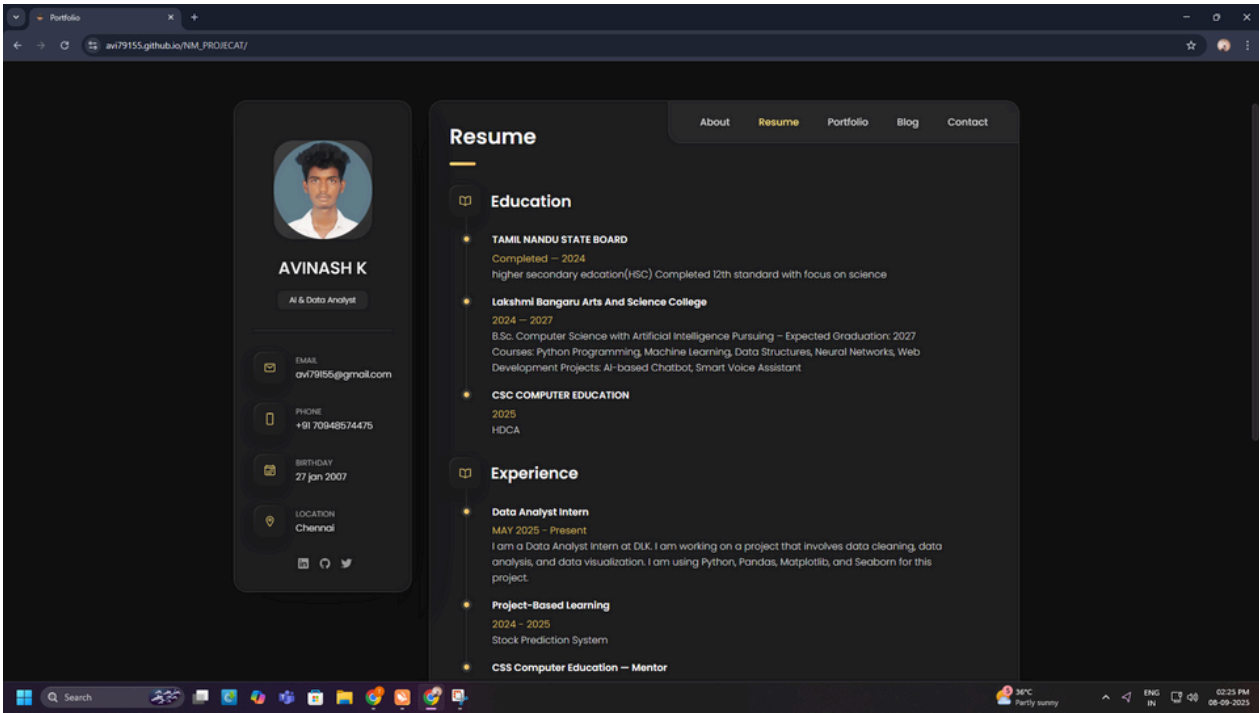 Portfolio
avi79155.github.io/NM_PROJECAT/
AVINASH K
AI & Data Analyst
EMAIL
avi79155@gmail.com
PHONE
+91 70948574475
BIRTHDAY
27 jan 2007
LOCATION
Chennai
About Resume Portfolio Blog Contact
Resume
Education
TAMIL NANDU STATE BOARD
Completed — 2024
higher secondary edcation(HSC) Completed 12th standard with focus on science
Lakshmi Bangaru Arts And Science College
2024 — 2027
B.Sc. Computer Science with Artificial Intelligence Pursuing – Expected Graduation: 2027
Courses: Python Programming, Machine Learning, Data Structures, Neural Networks, Web
Development Projects: AI-based Chatbot, Smart Voice Assistant
CSC COMPUTER EDUCATION
2025
HDCA
Experience
Data Analyst Intern
MAY 2025 - Present
I am a Data Analyst Intern at DLK. I am working on a project that involves data cleaning, data
analysis, and data visualization. I am using Python, Pandas, Matplotlib, and Seaborn for this
project.
Project-Based Learning
2024 - 2025
Stock Prediction System
CSS Computer Education — Mentor
Search
36°C
Partly sunny
ENG
IN
02:25 PM
08-09-2025